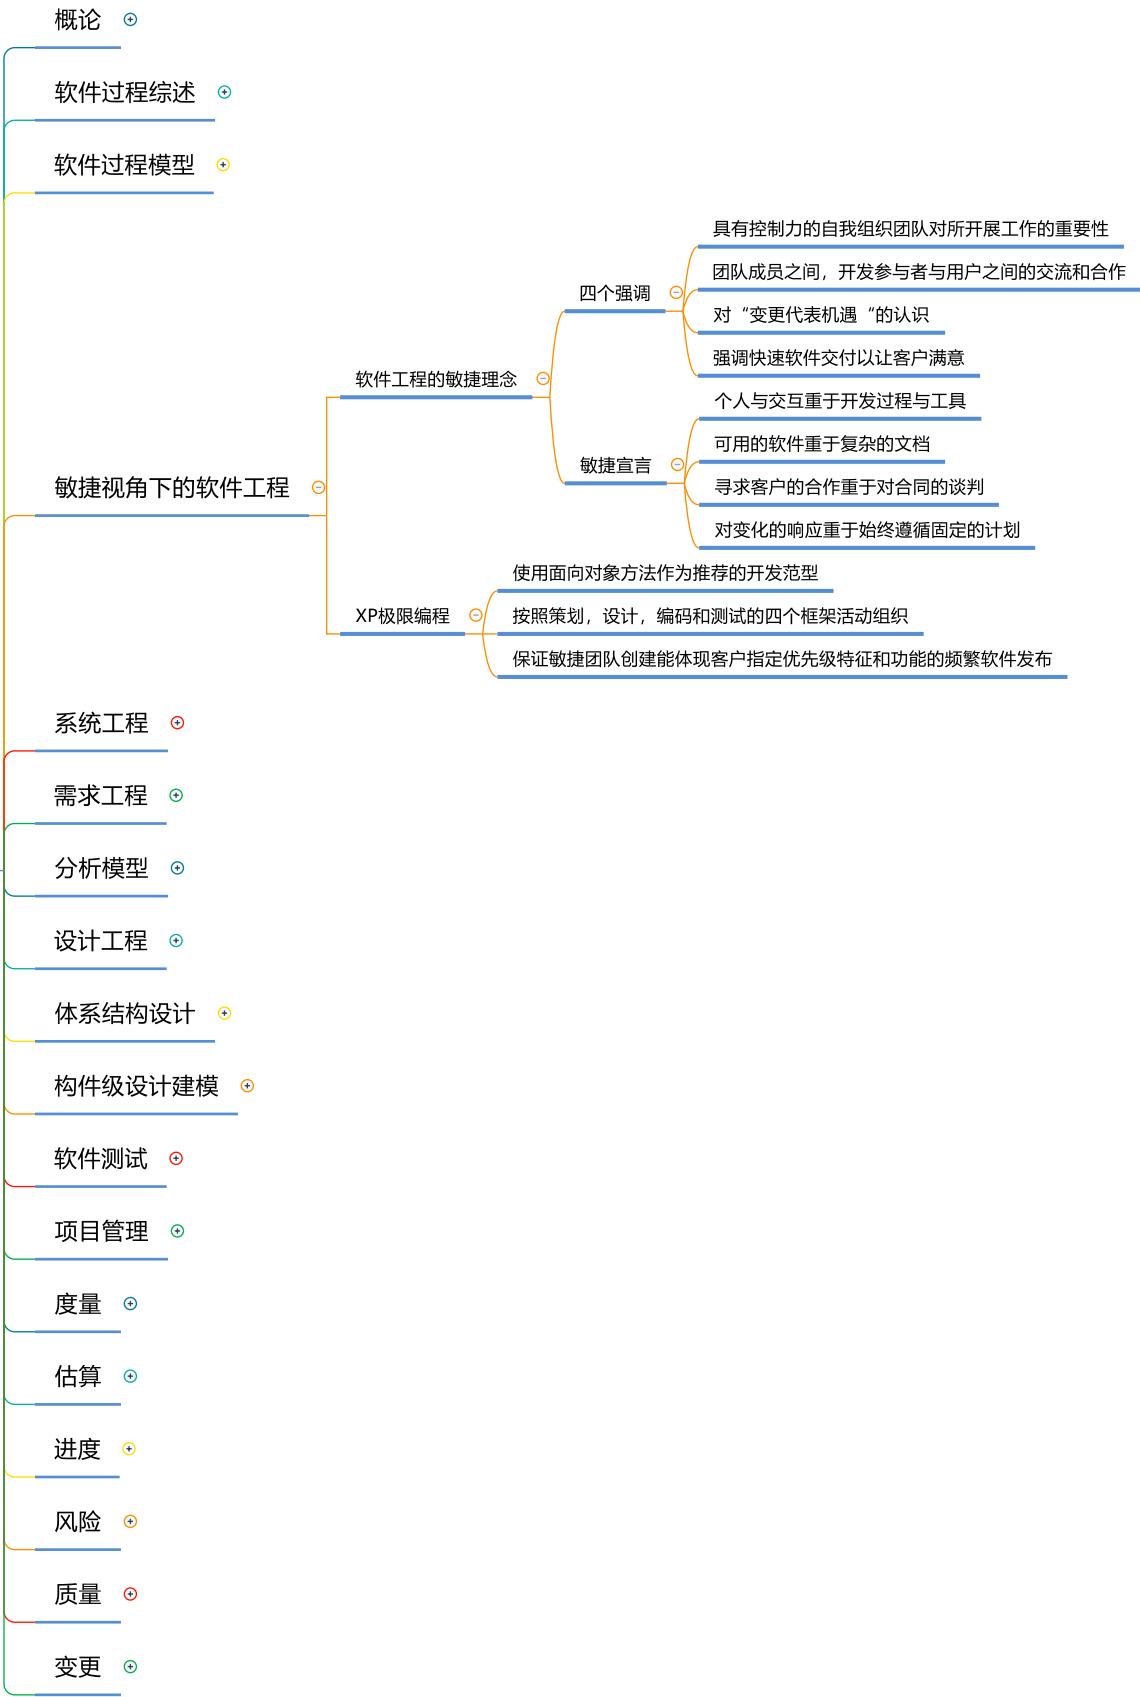 概论
软件过程综述
软件过程模型
敏捷视角下的软件工程
软件工程的敏捷理念
四个强调
具有控制力的自我组织团队对所开展工作的重要性
团队成员之间，开发参与者与用户之间的交流和合作
对“变更代表机遇“的认识
强调快速软件交付以让客户满意
敏捷宣言
个人与交互重于开发过程与工具
可用的软件重于复杂的文档
寻求客户的合作重于对合同的谈判
对变化的响应重于始终遵循固定的计划
XP极限编程
使用面向对象方法作为推荐的开发范型
按照策划，设计，编码和测试的四个框架活动组织
保证敏捷团队创建能体现客户指定优先级特征和功能的频繁软件发布
系统工程
需求工程
分析模型
设计工程
体系结构设计
构件级设计建模
软件测试
项目管理
度量
估算
进度
风险
质量
变更